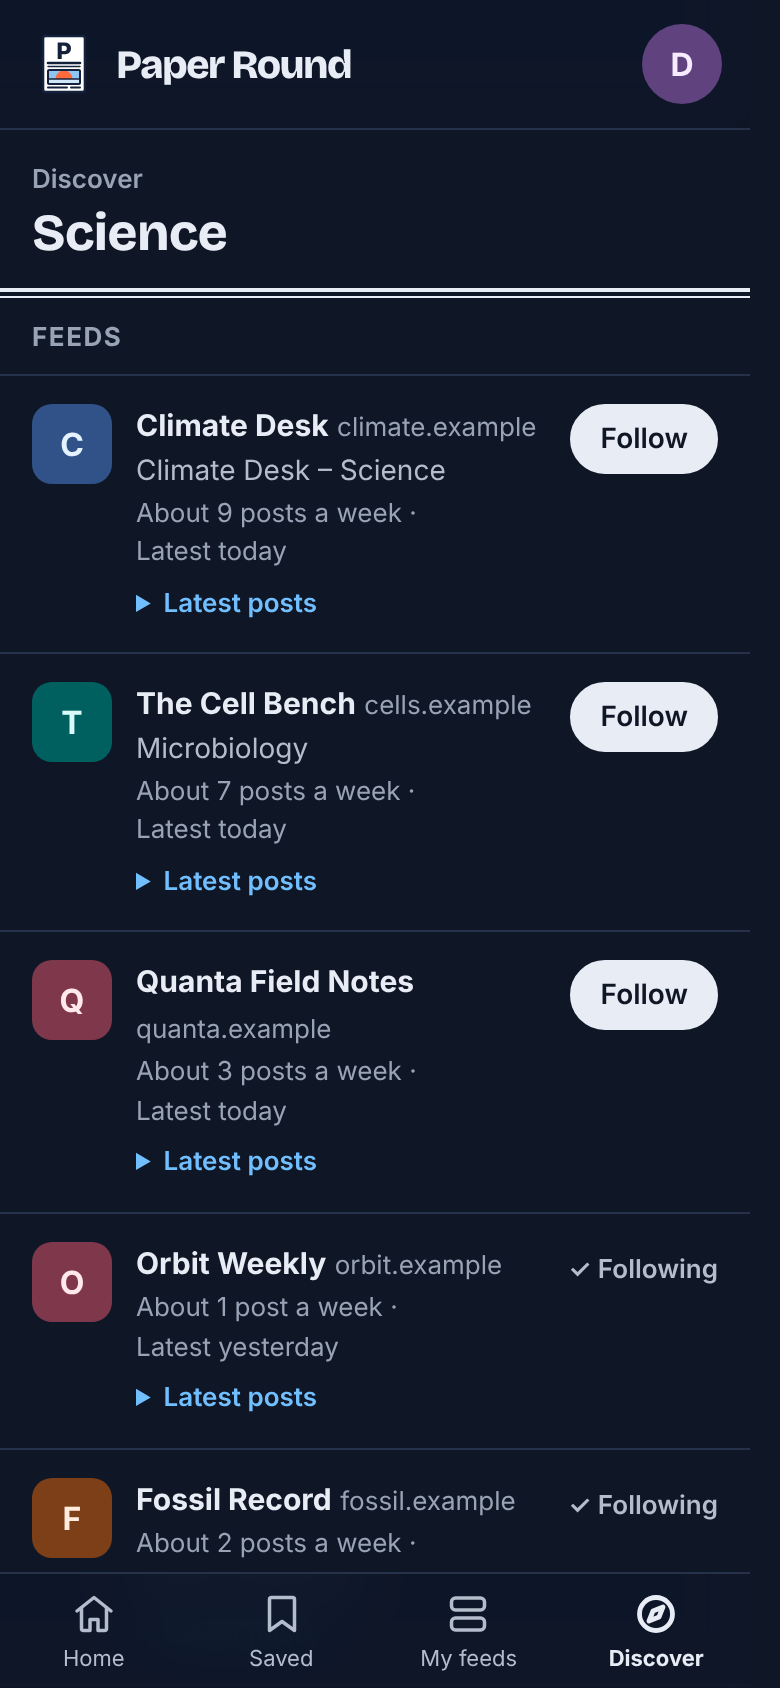 P
Paper Round
D
Discover
Science
FEEDS
C
Climate Desk climate.example
Follow
Climate Desk – Science
About 9 posts a week ·
Latest today
▶ Latest posts
T
The Cell Bench cells.example
Follow
Microbiology
About 7 posts a week ·
Latest today
▶ Latest posts
Q
Quanta Field Notes
Follow
quanta.example
About 3 posts a week ·
Latest today
▶ Latest posts
O
Orbit Weekly orbit.example
✓ Following
About 1 post a week ·
Latest yesterday
▶ Latest posts
F
Fossil Record fossil.example
✓ Following
About 2 posts a week ·
Home
Saved
My feeds
Discover